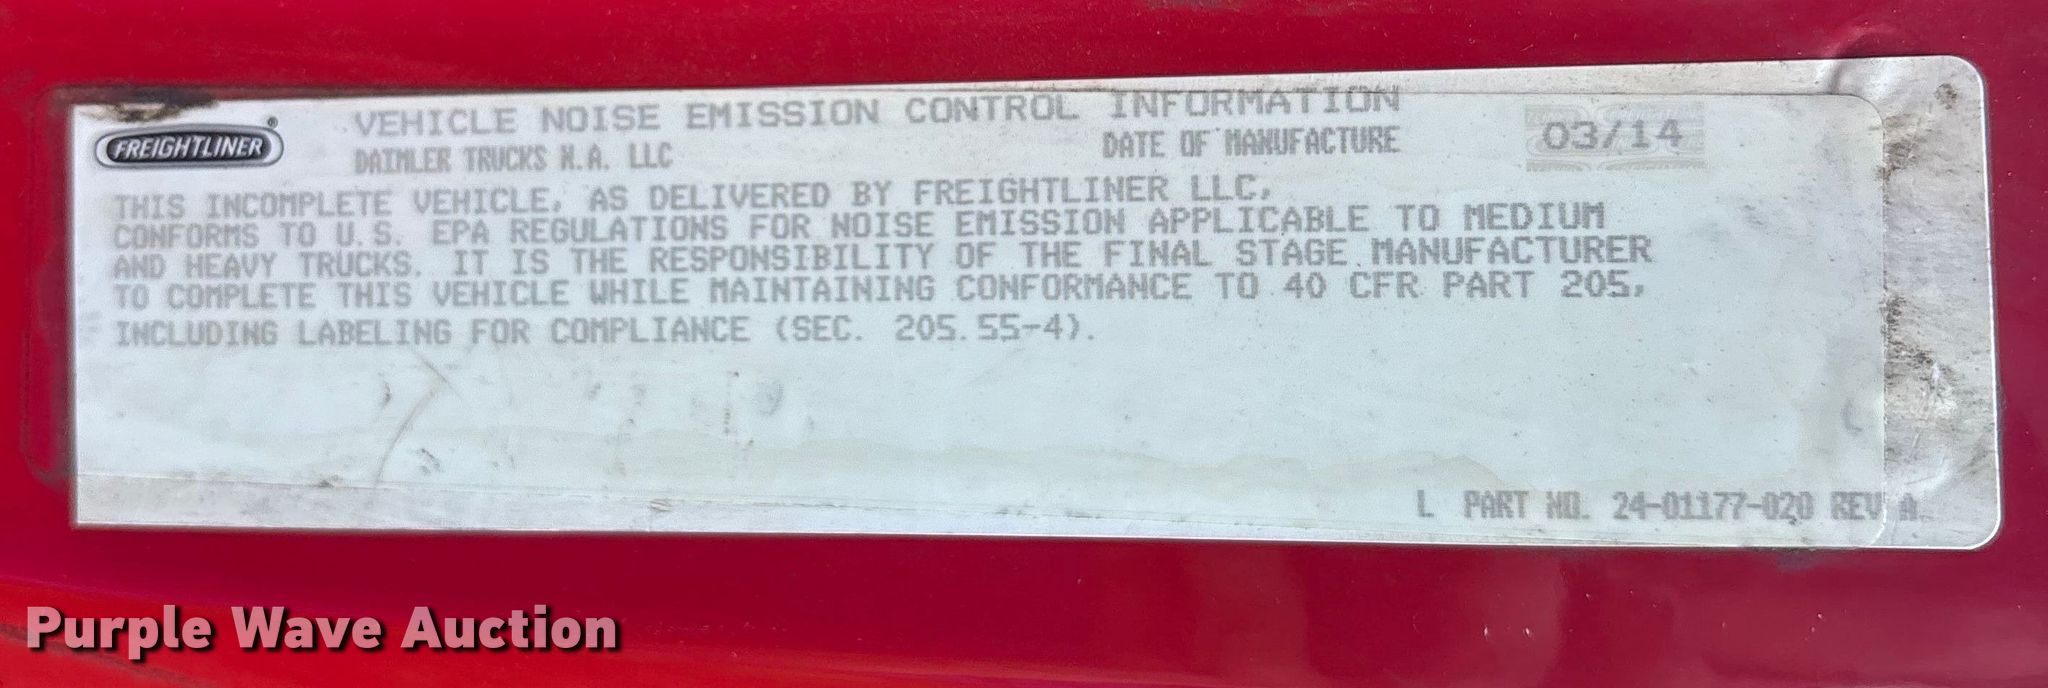 FREIGHTLINER®
VEHICLE NOISE EMISSION CONTROL INFORMATION
DAIMLER TRUCKS N.A. LLC
DATE OF MANUFACTURE 03/14
THIS INCOMPLETE VEHICLE, AS DELIVERED BY FREIGHTLINER LLC,
CONFORMS TO U.S. EPA REGULATIONS FOR NOISE EMISSION APPLICABLE TO MEDIUM
AND HEAVY TRUCKS. IT IS THE RESPONSIBILITY OF THE FINAL STAGE MANUFACTURER
TO COMPLETE THIS VEHICLE WHILE MAINTAINING CONFORMANCE TO 40 CFR PART 205,
INCLUDING LABELING FOR COMPLIANCE (SEC. 205.55-4).
L PART NO. 24-01177-020 REV A
Purple Wave Auction